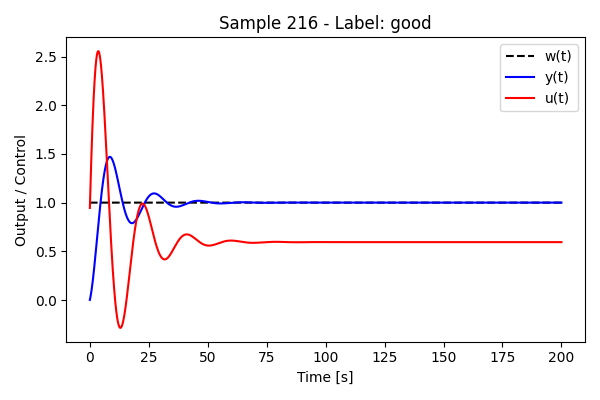 Sample 216 - Label: good
w(t)
y(t)
u(t)
2.5
2.0
1.5
1.0
0.5
0.0
Output / Control
0 25 50 75 100 125 150 175 200
Time [s]